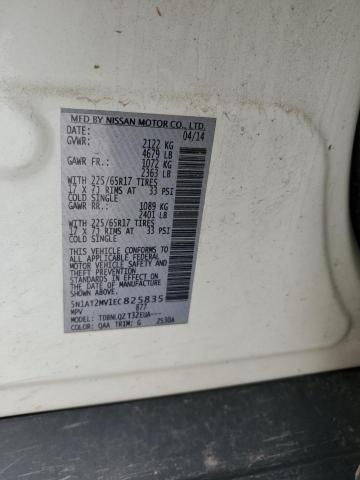 MFD BY NISSAN MOTOR CO., LTD.
DATE: 04/14
GVWR: 2122 KG
4679 LB
GAWR FR: 1072 KG
2363 LB
WITH 225/65R17 TIRES
17 X 7J RIMS AT 33 PSI
COLD SINGLE
GAWR RR: 1089 KG
2401 LB
WITH 225/65R17 TIRES
17 X 7J RIMS AT 33 PSI
COLD SINGLE
THIS VEHICLE CONFORMS TO
ALL APPLICABLE FEDERAL
MOTOR VEHICLE SAFETY
STANDARDS IN EFFECT ON
THE DATE OF MANUFACTURE
SHOWN ABOVE.
5N1AT2MV1EC825835
MPV 877
MODEL: TDBNLQZ T32EUA---
COLOR: QAA TRIM: G 2530A